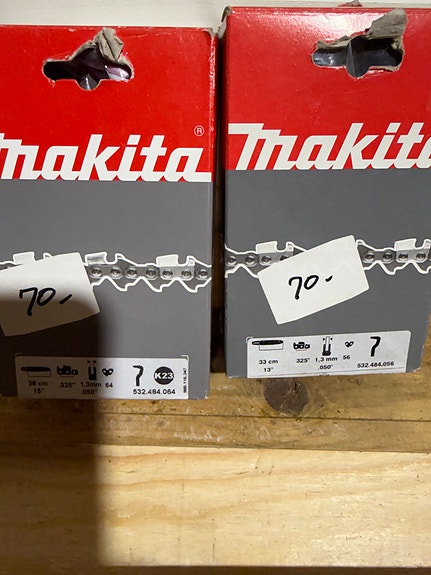 makita®
70.-
38 cm 325" 1,3mm 64 K23
15" .050" 532.484.064
makita
70.-
33 cm 325" 1,3 mm 56
13" .050" 532.484.056